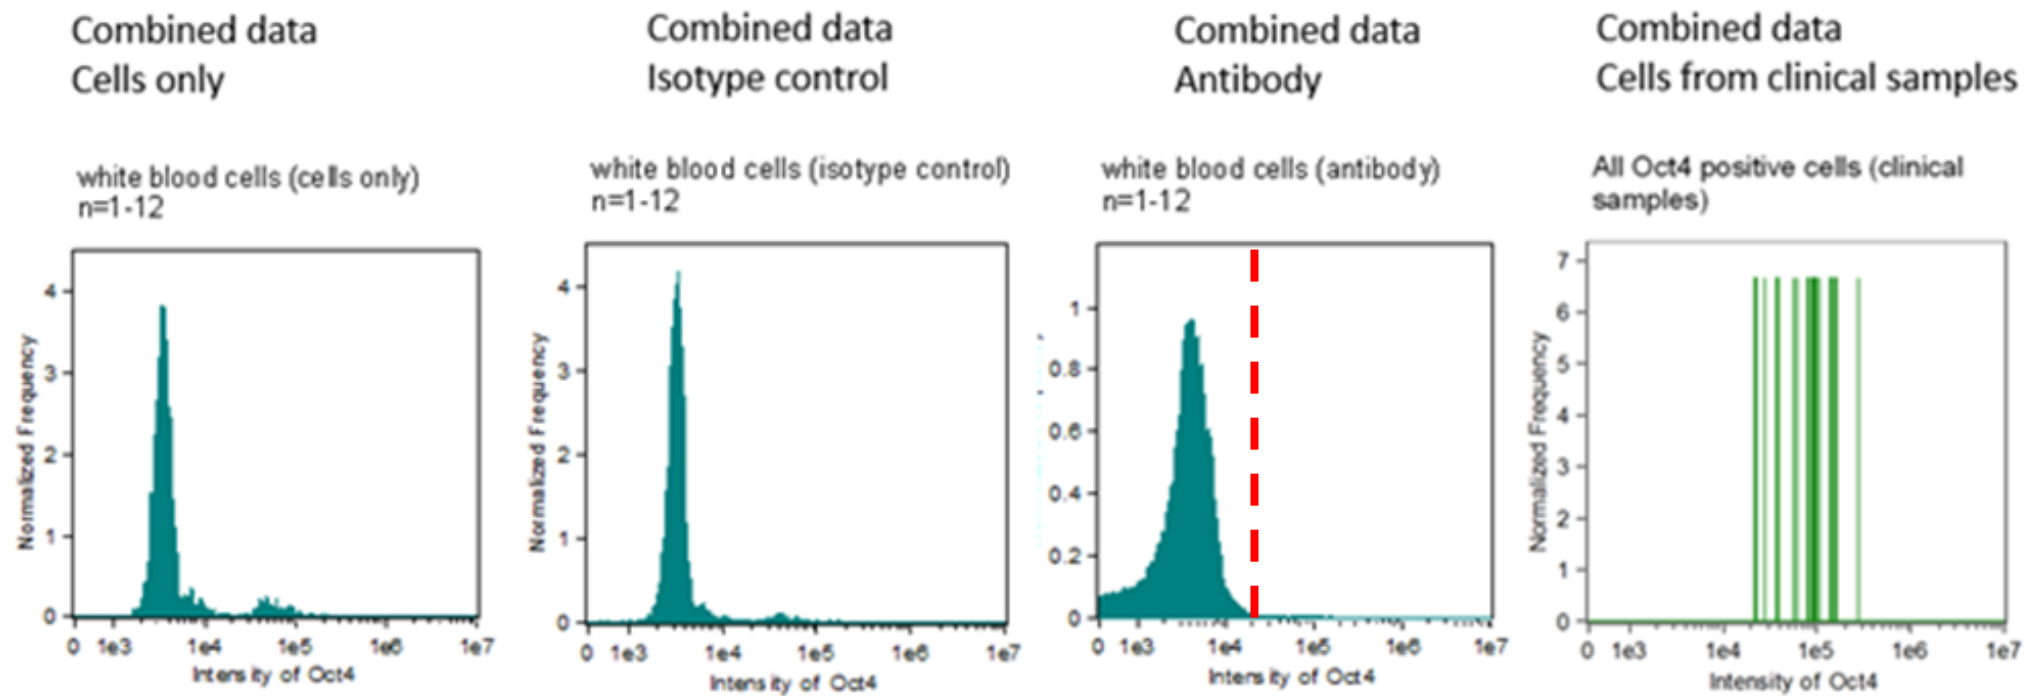 Combined data
Cells only
Combined data
Isotype control
Combined data
Antibody
Combined data
Cells from clinical samples
white blood cells (cells only)
n=1-12
white blood cells (isotype control)
n=1-12
white blood cells (antibody)
n=1-12
All Oct4 positive cells (clinical
samples)
Normalized Frequency
4
3
2
1
0
0 1e3 1e4 1e5 1e6 1e7
Intensity of Oct4
Normalized Frequency
4
3
2
1
0
0 1e3 1e4 1e5 1e6 1e7
Intensity of Oct4
1
0.8
0.6
0.4
0.2
0
0 1e3 1e4 1e5 1e6 1e7
Intensity of Oct4
Normalized Frequency
7
6
5
4
3
2
1
0
0 1e3 1e4 1e5 1e6 1e7
Intensity of Oct4